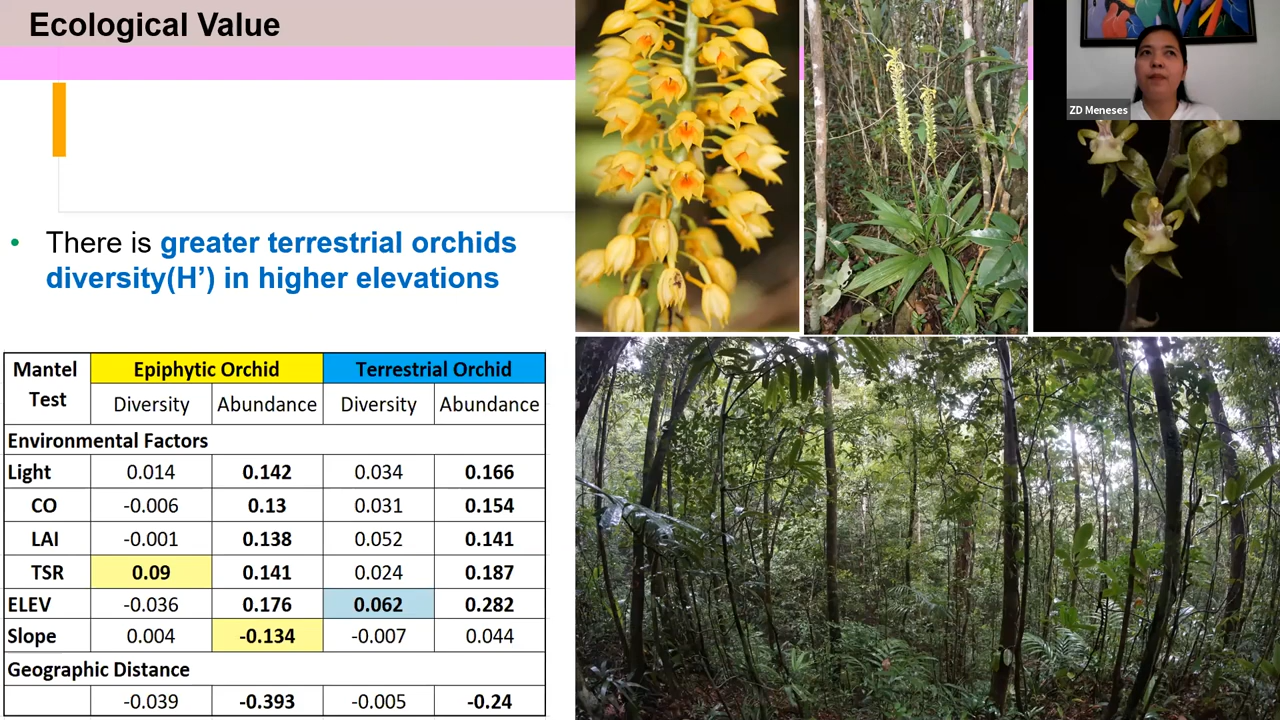 Ecological Value
ZD Meneses
• There is greater terrestrial orchids
diversity(H’) in higher elevations
Mantel Test Epiphytic Orchid Terrestrial Orchid
Diversity Abundance Diversity Abundance
Environmental Factors
Light 0.014 0.142 0.034 0.166
CO -0.006 0.13 0.031 0.154
LAI -0.001 0.138 0.052 0.141
TSR 0.09 0.141 0.024 0.187
ELEV -0.036 0.176 0.062 0.282
Slope 0.004 -0.134 -0.007 0.044
Geographic Distance
-0.039 -0.393 -0.005 -0.24